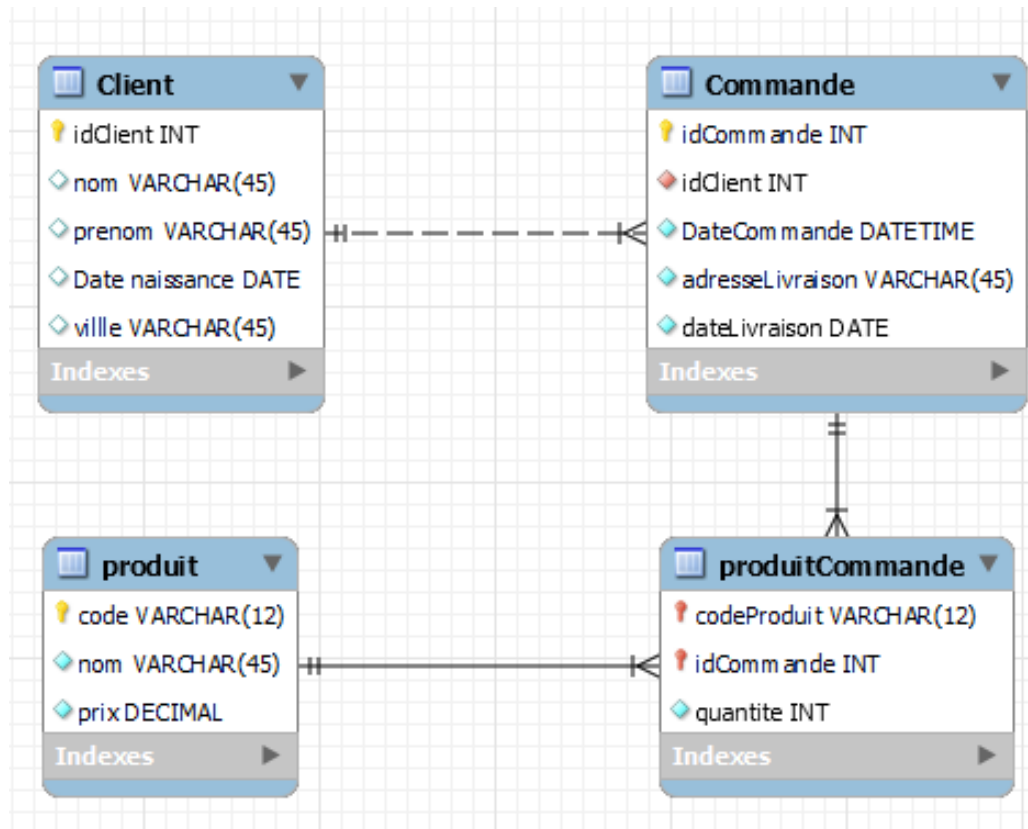 Client
idClient INT
nom VARCHAR(45)
prenom VARCHAR(45)
Date naissance DATE
villle VARCHAR(45)
Indexes
Commande
idCommande INT
idClient INT
DateCommande DATETIME
adresseLivraison VARCHAR(45)
dateLivraison DATE
Indexes
produit
code VARCHAR(12)
nom VARCHAR(45)
prix DECIMAL
Indexes
produitCommande
codeProduit VARCHAR(12)
idCommande INT
quantite INT
Indexes